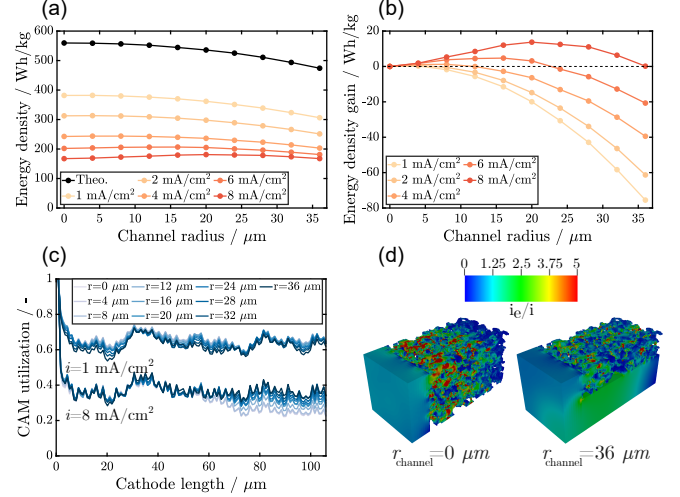 (a)
Energy density / Wh/kg
600
500
400
300
200
100
0
Theo.
1 mA/cm²
2 mA/cm²
4 mA/cm²
6 mA/cm²
8 mA/cm²
0 5 10 15 20 25 30 35
Channel radius / μm
(b)
Energy density gain / Wh/kg
20
0
-20
-40
-60
-80
1 mA/cm²
2 mA/cm²
4 mA/cm²
6 mA/cm²
8 mA/cm²
0 5 10 15 20 25 30 35
Channel radius / μm
(c)
CAM utilization / -
1
0.8
0.6
0.4
0.2
0
r=0 μm
r=4 μm
r=8 μm
r=12 μm
r=16 μm
r=20 μm
r=24 μm
r=28 μm
r=32 μm
r=36 μm
i=1 mA/cm²
i=8 mA/cm²
0 20 40 60 80 100
Cathode length / μm
(d)
0 1.25 2.5 3.75 5
ie/i
r_channel=0 μm
r_channel=36 μm